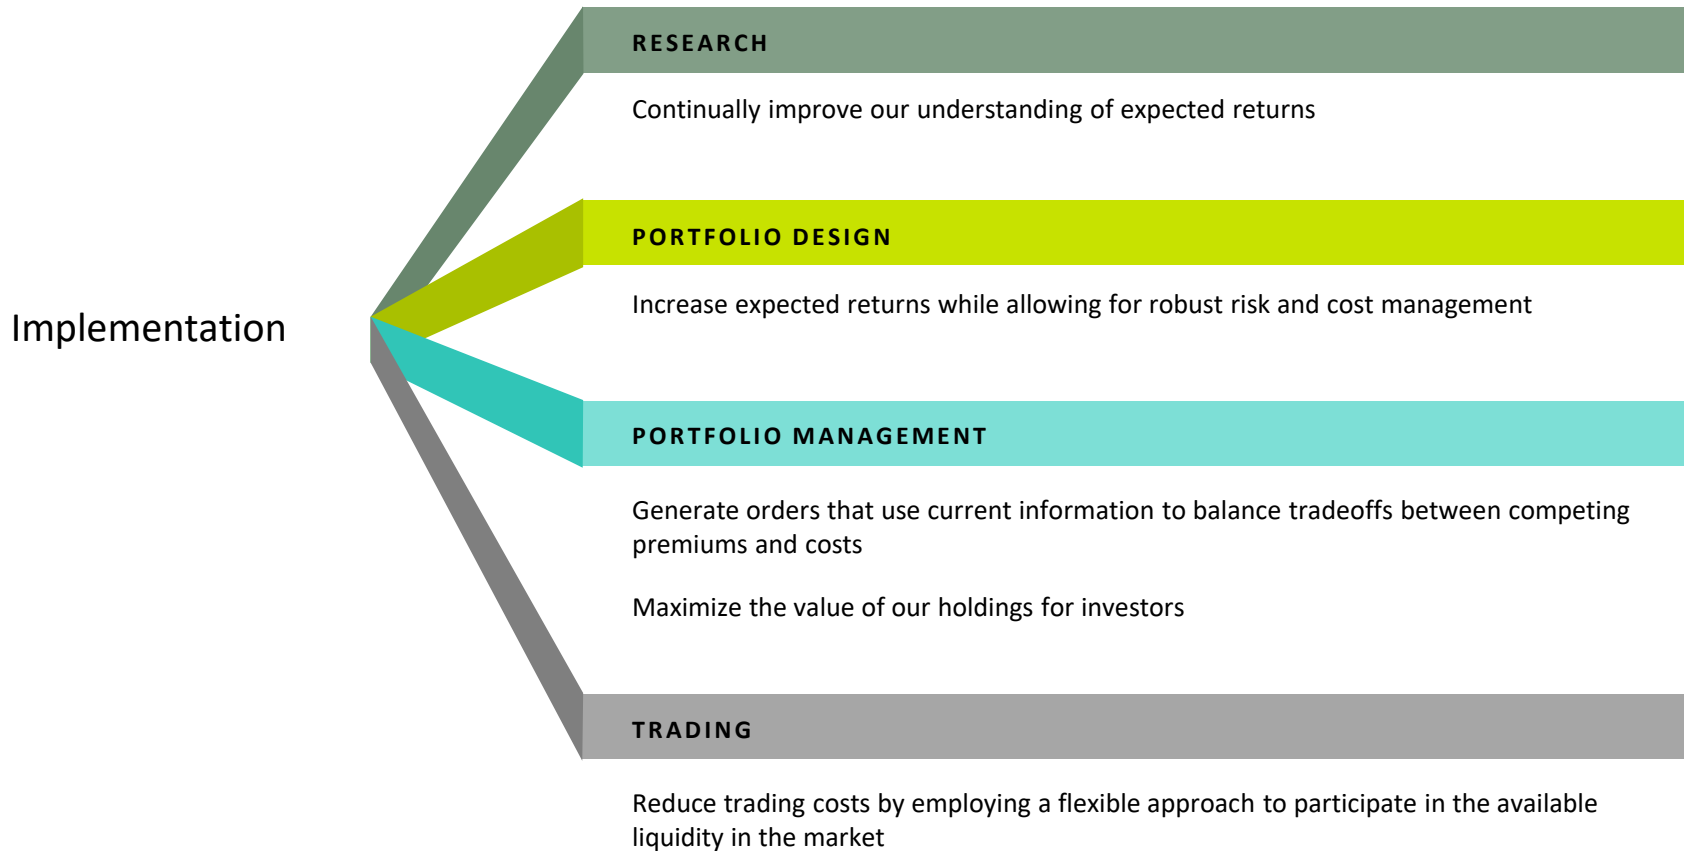 RESEARCH
Continually improve our understanding of expected returns
PORTFOLIO DESIGN
Increase expected returns while allowing for robust risk and cost management
Implementation
PORTFOLIO MANAGEMENT
Generate orders that use current information to balance tradeoffs between competing
premiums and costs
Maximize the value of our holdings for investors
TRADING
Reduce trading costs by employing a flexible approach to participate in the available
liquidity in the market